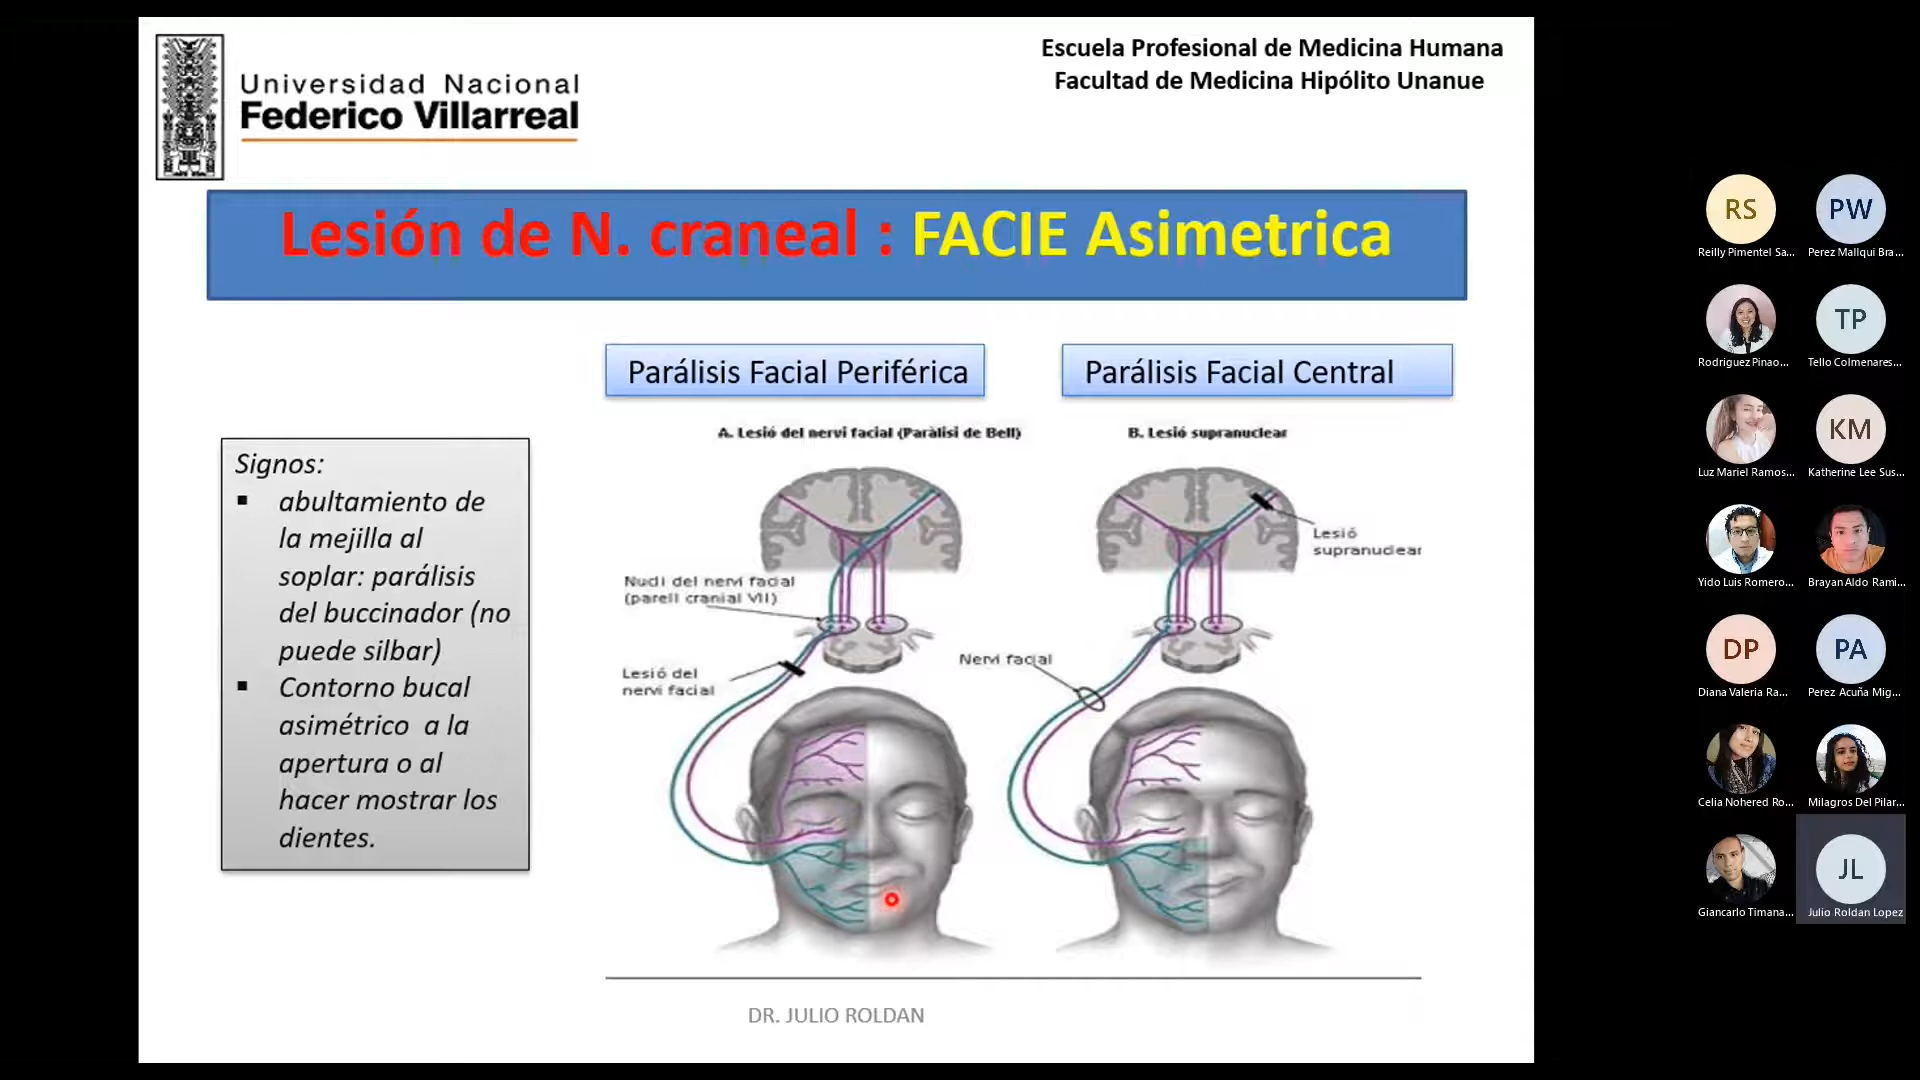 Universidad Nacional
Federico Villarreal
Escuela Profesional de Medicina Humana
Facultad de Medicina Hipólito Unanue
Lesión de N. craneal : FACIE Asimetrica
Parálisis Facial Periférica
Parálisis Facial Central
Signos:
▪ abultamiento de
la mejilla al
soplar: parálisis
del buccinador (no
puede silbar)
▪ Contorno bucal
asimétrico a la
apertura o al
hacer mostrar los
dientes.
A. Lesió del nervi facial (Paràlisi de Bell)
Nucli del nervi facial
(parell cranial VII)
Lesió del
nervi facial
B. Lesió supranuclear
Lesió
supranuclear
Nervi facial
DR. JULIO ROLDAN
RS
Reilly Pimentel Sa...
PW
Perez Mallqui Bra...
Rodriguez Pinao...
TP
Tello Colmenares...
Luz Mariel Ramos...
KM
Katherine Lee Sus...
Yido Luis Romero...
Brayan Aldo Rami...
DP
Diana Valeria Ra...
PA
Perez Acuña Mig...
Celia Nohered Ro...
Milagros Del Pilar...
Giancarlo Timana...
JL
Julio Roldan Lopez